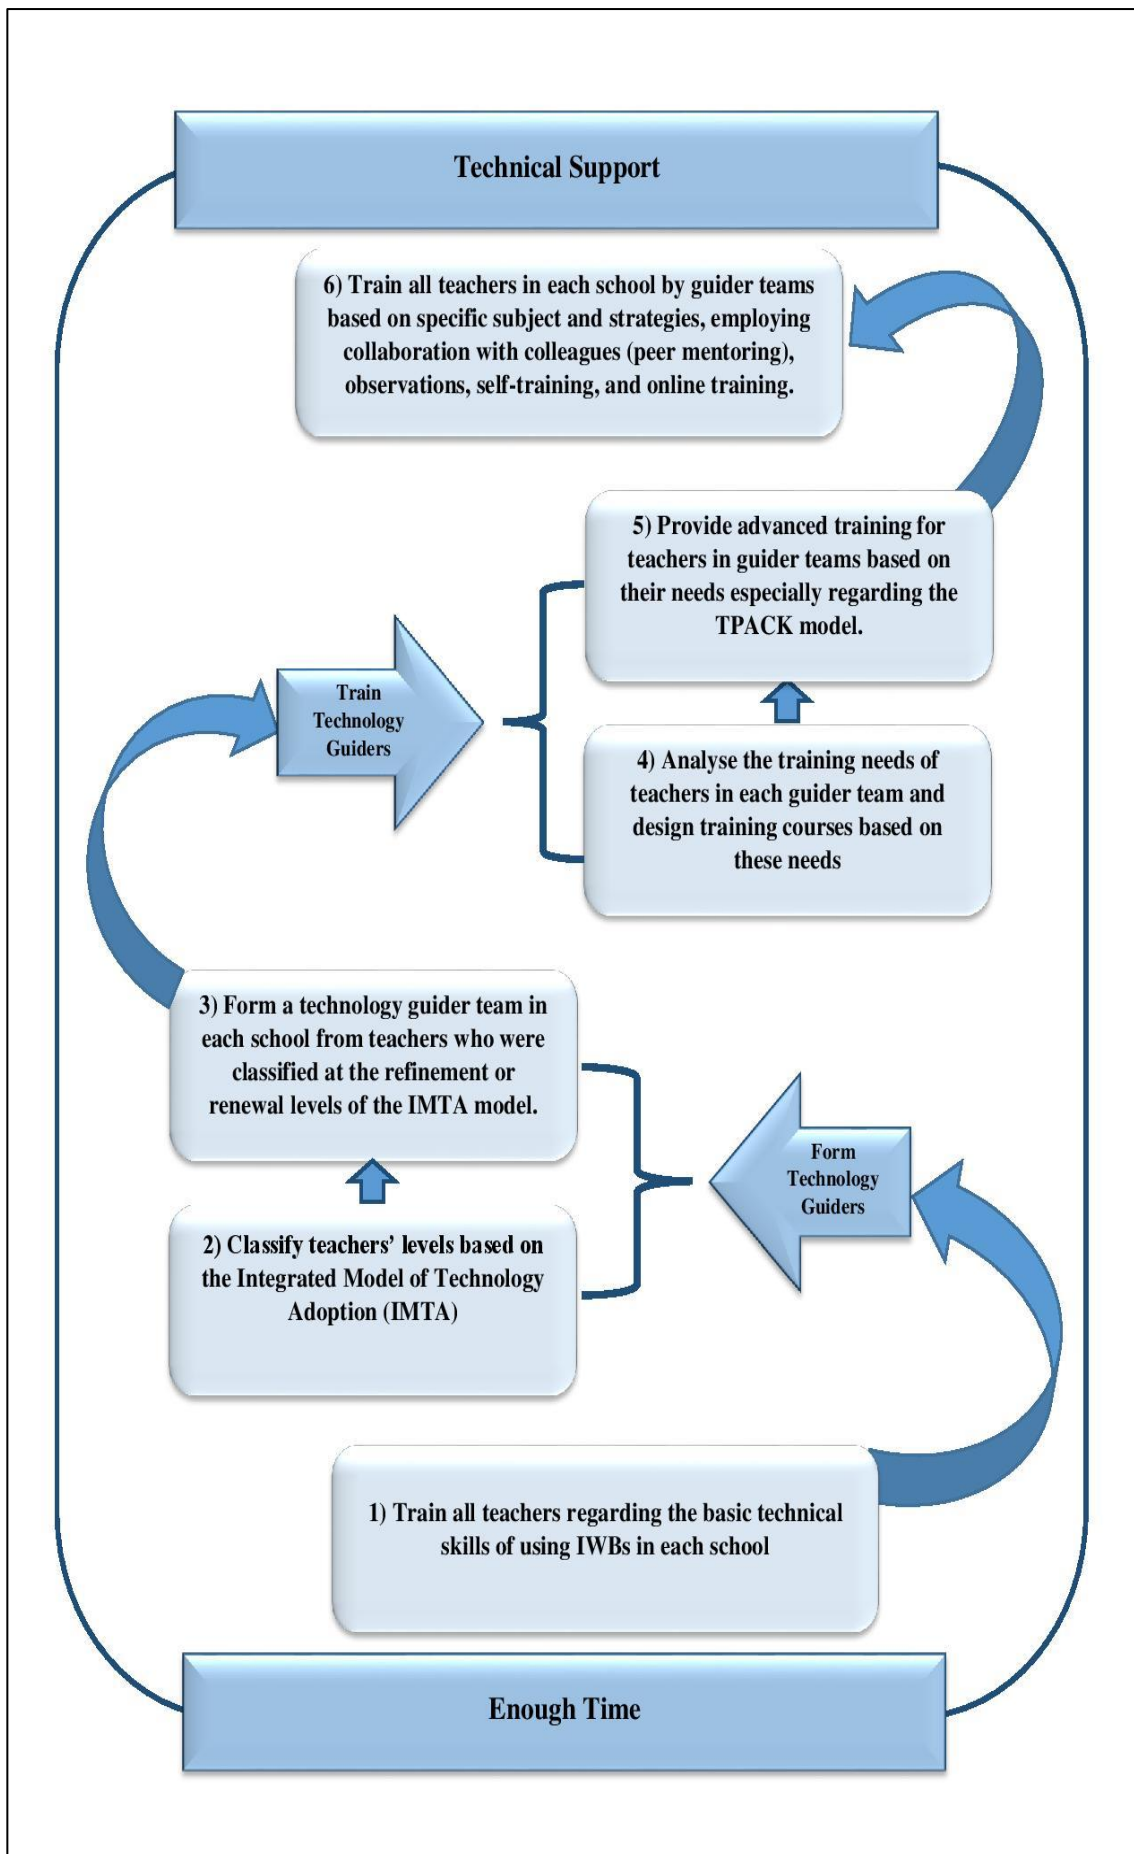 Technical Support
6) Train all teachers in each school by guider teams
based on specific subject and strategies, employing
collaboration with colleagues (peer mentoring),
observations, self-training, and online training.
5) Provide advanced training for
teachers in guider teams based on
their needs especially regarding the
TPACK model.
Train
Technology
Guiders
4) Analyse the training needs of
teachers in each guider team and
design training courses based on
these needs
3) Form a technology guider team in
each school from teachers who were
classified at the refinement or
renewal levels of the IMTA model.
Form
Technology
Guiders
2) Classify teachers’ levels based on
the Integrated Model of Technology
Adoption (IMTA)
1) Train all teachers regarding the basic technical
skills of using IWBs in each school
Enough Time